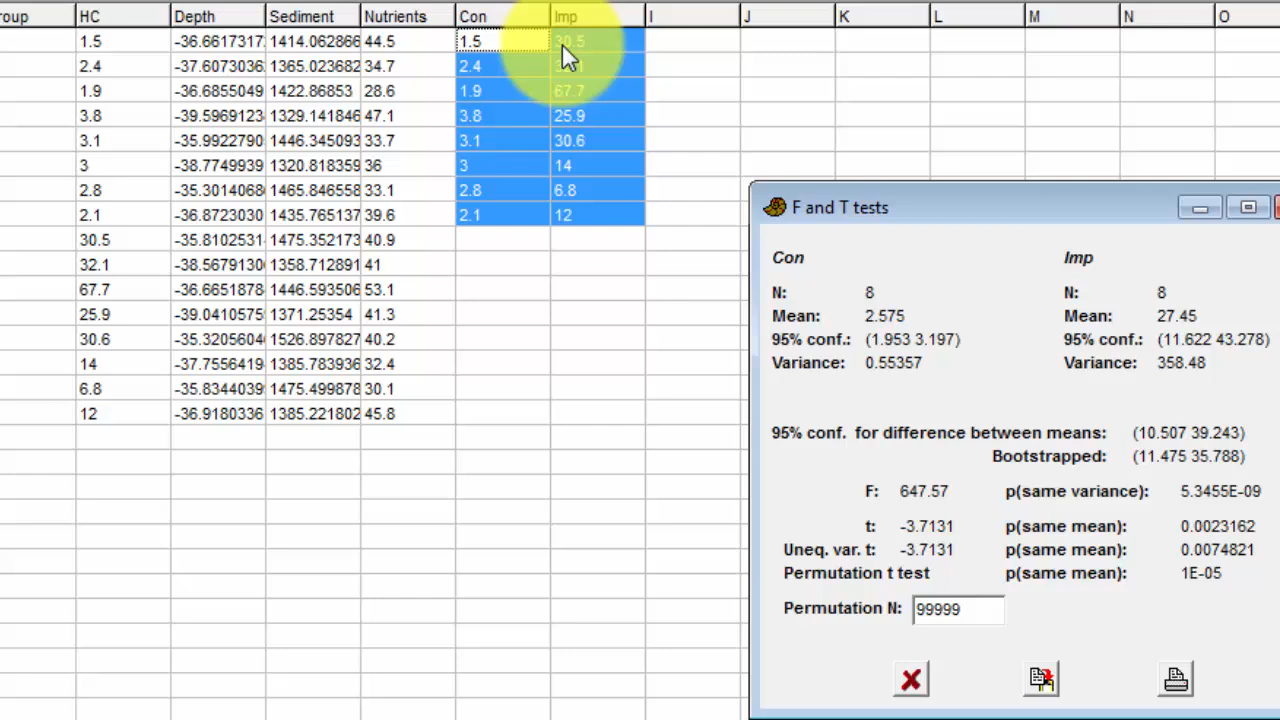 roup HC Depth Sediment Nutrients Con Imp I J K L M N O
1.5 -36.6617317 1414.062866 44.5 1.5 30.5
2.4 -37.6073036 1365.023682 34.7 2.4
1.9 -36.6855049 1422.86853 28.6 1.9 67.7
3.8 -39.5969123 1329.141846 47.1 3.8 25.9
3.1 -35.9922790 1446.345093 33.7 3.1 30.6
3 -38.7749939 1320.818359 36 3 14
2.8 -35.3014068 1465.846558 33.1 2.8 6.8
2.1 -36.8723030 1435.765137 39.6 2.1 12
30.5 -35.8102531 1475.352173 40.9
32.1 -38.5679130 1358.712891 41
67.7 -36.6651878 1446.593506 53.1
25.9 -39.0410575 1371.25354 41.3
30.6 -35.3205604 1526.897827 40.2
14 -37.7556419 1385.783936 32.4
6.8 -35.8344039 1475.499878 30.1
12 -36.9180336 1385.221802 45.8
F and T tests
Con Imp
N: 8 N: 8
Mean: 2.575 Mean: 27.45
95% conf.: (1.953 3.197) 95% conf.: (11.622 43.278)
Variance: 0.55357 Variance: 358.48
95% conf. for difference between means: (10.507 39.243)
Bootstrapped: (11.475 35.788)
F: 647.57 p(same variance): 5.3455E-09
t: -3.7131 p(same mean): 0.0023162
Uneq. var. t: -3.7131 p(same mean): 0.0074821
Permutation t test p(same mean): 1E-05
Permutation N: 99999